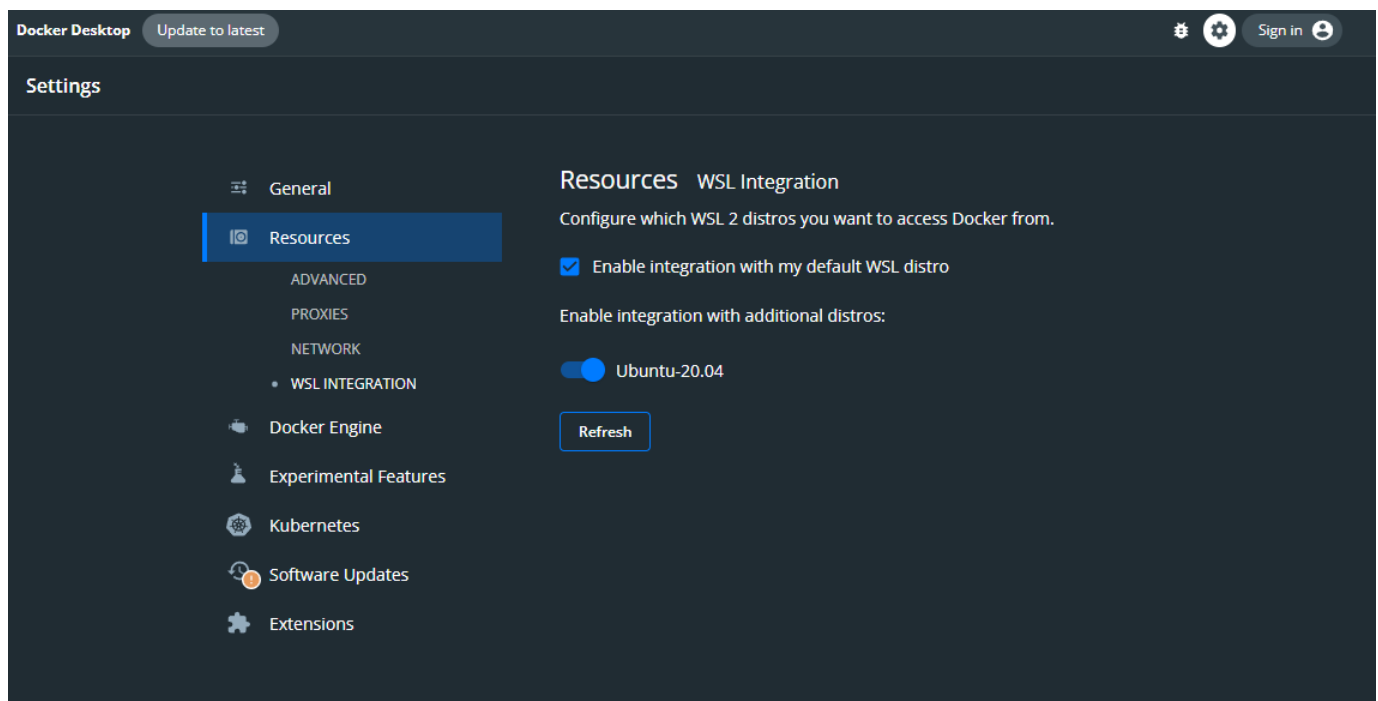 Docker Desktop Update to latest Sign in
Settings
General
Resources
ADVANCED
PROXIES
NETWORK
WSL INTEGRATION
Docker Engine
Experimental Features
Kubernetes
Software Updates
Extensions
Resources WSL Integration
Configure which WSL 2 distros you want to access Docker from.
Enable integration with my default WSL distro
Enable integration with additional distros:
Ubuntu-20.04
Refresh